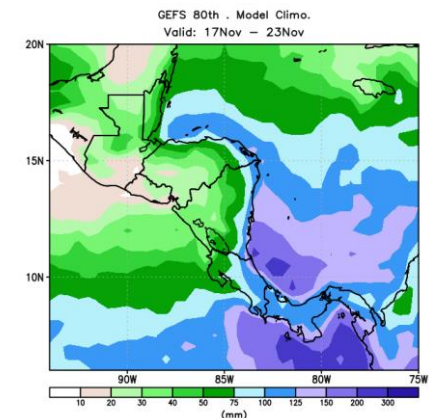 GEFS 80th . Model Climo.
Valid: 17Nov – 23Nov
20N
15N
10N
90W 85W 80W 75W
10 20 30 40 50 75 100 125 150 200 300
(mm)